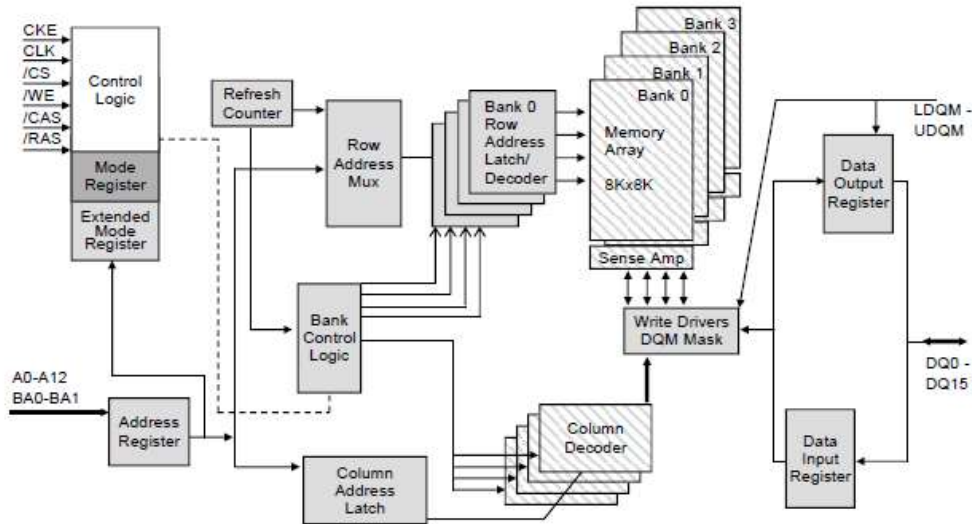 CKE
CLK
/CS
/WE
/CAS
/RAS
Control
Logic
Mode
Register
Extended
Mode
Register
Refresh
Counter
Row
Address
Mux
Bank 0
Row
Address
Latch/
Decoder
Bank 3
Bank 2
Bank 1
Bank 0
Memory
Array
8Kx8K
Sense Amp
LDQM -
UDQM
Data
Output
Register
Bank
Control
Logic
Write Drivers
DQM Mask
DQ0 -
DQ15
A0-A12
BA0-BA1
Address
Register
Column
Decoder
Data
Input
Register
Column
Address
Latch